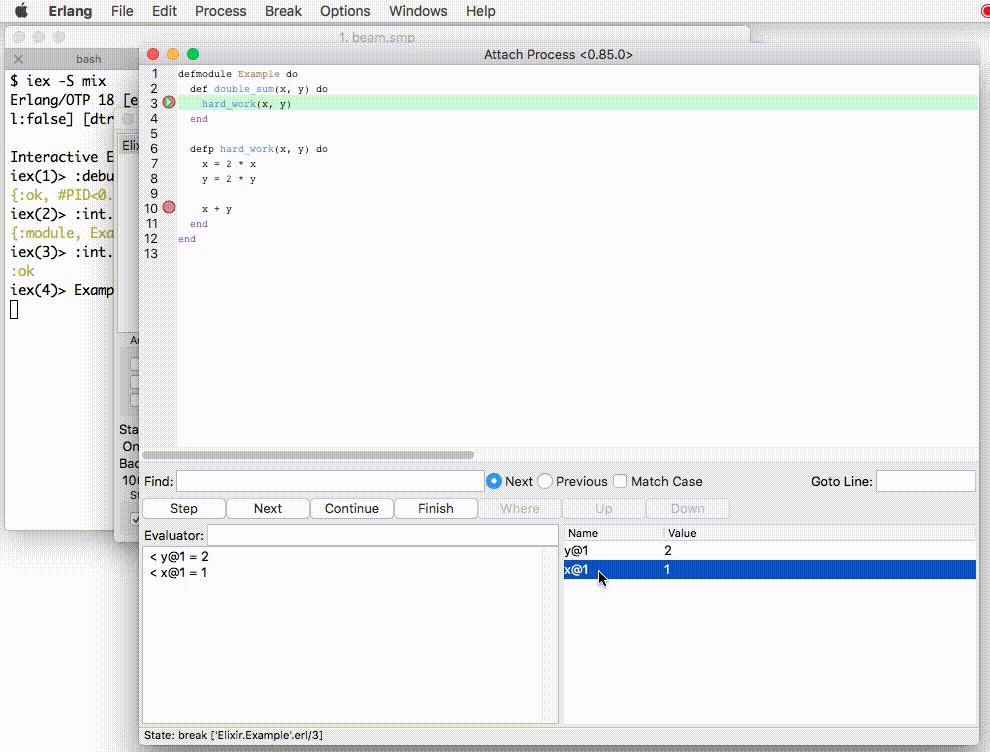 Erlang File Edit Process Break Options Windows Help
1. beam.smp
bash
$ iex -S mix
Erlang/OTP 18 [e
l:false] [dtr
Interactive E
iex(1)> :debu
{:ok, #PID<0.
iex(2)> :int.
{:module, Exa
iex(3)> :int.
:ok
iex(4)> Examp
Elix
Sta
On
Bac
Attach Process <0.85.0>
1 defmodule Example do
2 def double_sum(x, y) do
3 hard_work(x, y)
4 end
5
6 defp hard_work(x, y) do
7 x = 2 * x
8 y = 2 * y
9
10 x + y
11 end
12 end
13
Find: Next Previous Match Case Goto Line:
Step Next Continue Finish Where Up Down
Evaluator:
< y@1 = 2
< x@1 = 1
Name Value
y@1 2
x@1 1
State: break ['Elixir.Example'.erl/3]